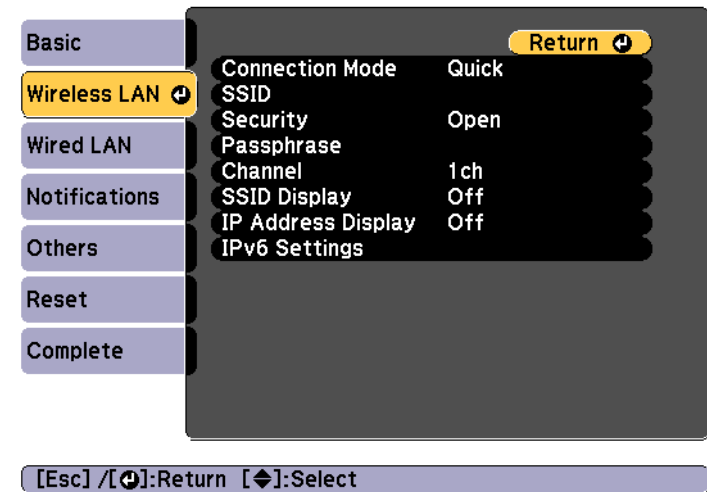 Basic
Wireless LAN
Wired LAN
Notifications
Others
Reset
Complete
Return
Connection Mode Quick
SSID
Security Open
Passphrase
Channel 1ch
SSID Display Off
IP Address Display Off
IPv6 Settings
[Esc] /[⏎]:Return [◆]:Select